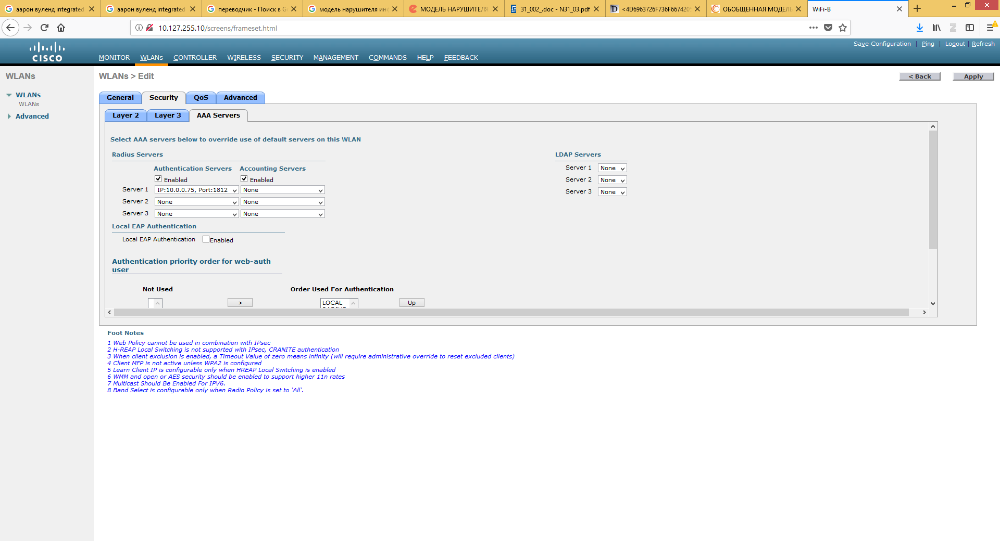 аарон вуленд integrated
аарон вуленд integrated
переводчик - Поиск в Go
модель нарушителя ин
МОДЕЛЬ НАРУШИТЕЛЯ
31_002_.doc - N31_03.pdf
<4D6963726F736F6674205
ОБОБЩЕННАЯ МОДЕЛЬ
WiFi-B
10.127.255.10/screens/frameset.html
Save Configuration | Ping | Logout | Refresh
CISCO
MONITOR WLANs CONTROLLER WIRELESS SECURITY MANAGEMENT COMMANDS HELP FEEDBACK
WLANs
WLANs
WLANs
Advanced
WLANs > Edit
< Back
Apply
General Security QoS Advanced
Layer 2 Layer 3 AAA Servers
Select AAA servers below to override use of default servers on this WLAN
Radius Servers
Authentication Servers Accounting Servers
Enabled Enabled
Server 1 IP:10.0.0.75, Port:1812 None
Server 2 None None
Server 3 None None
LDAP Servers
Server 1 None
Server 2 None
Server 3 None
Local EAP Authentication
Local EAP Authentication Enabled
Authentication priority order for web-auth
user
Not Used Order Used For Authentication
> LOCAL Up
Foot Notes
1 Web Policy cannot be used in combination with IPsec
2 H-REAP Local Switching is not supported with IPsec, CRANITE authentication
3 When client exclusion is enabled, a Timeout Value of zero means infinity (will require administrative override to reset excluded clients)
4 Client MFP is not active unless WPA2 is configured
5 Learn Client IP is configurable only when HREAP Local Switching is enabled
6 WMM and open or AES security should be enabled to support higher 11n rates
7 Multicast Should Be Enabled For IPV6.
8 Band Select is configurable only when Radio Policy is set to 'All'.